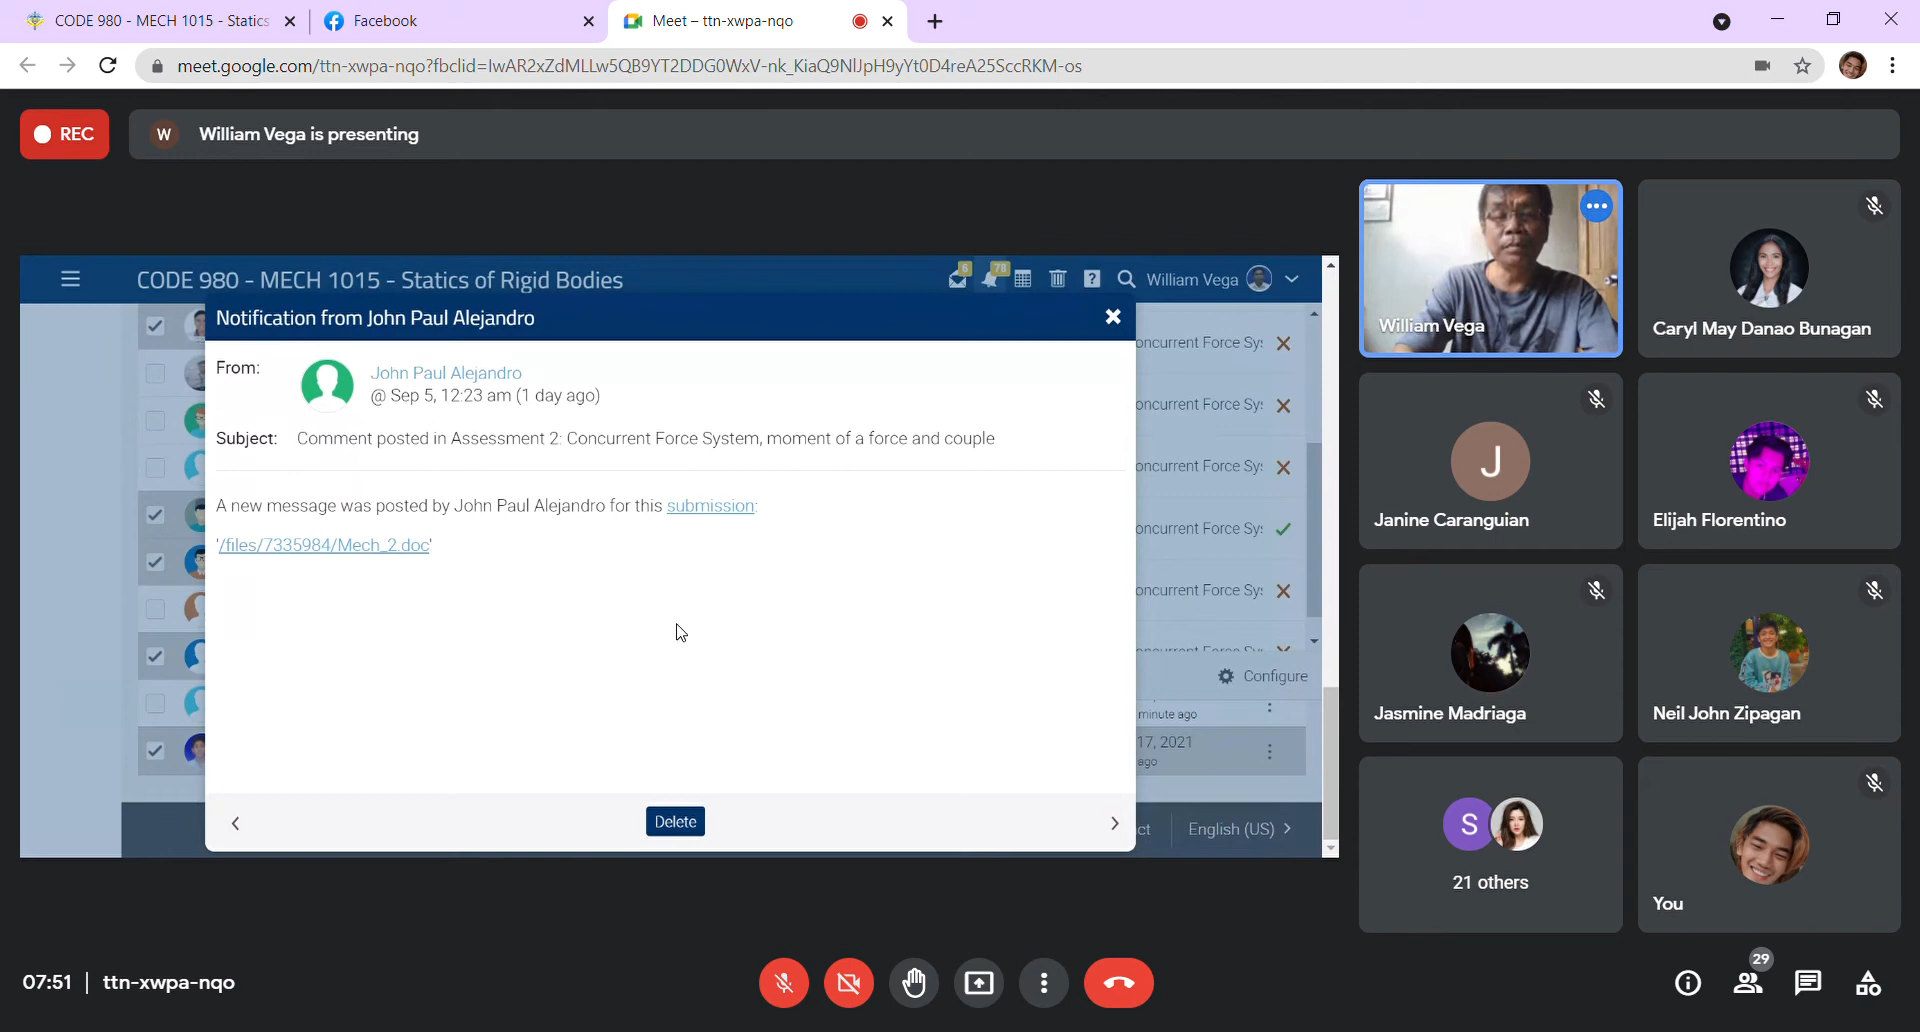 CODE 980 - MECH 1015 - Statics
Facebook
Meet – ttn-xwpa-nqo
meet.google.com/ttn-xwpa-nqo?fbclid=IwAR2xZdMLLw5QB9YT2DDG0WxV-nk_KiaQ9NlJpH9yYt0D4reA25SccRKM-os
REC
W William Vega is presenting
CODE 980 - MECH 1015 - Statics of Rigid Bodies
6
78
William Vega
Notification from John Paul Alejandro
From:
John Paul Alejandro
@ Sep 5, 12:23 am (1 day ago)
Subject: Comment posted in Assessment 2: Concurrent Force System, moment of a force and couple
A new message was posted by John Paul Alejandro for this submission:
'/files/7335984/Mech_2.doc'
Delete
oncurrent Force Sy
oncurrent Force Sy
oncurrent Force Sy
oncurrent Force Sy
oncurrent Force Sy
Configure
minute ago
17, 2021
ago
ct
English (US)
William Vega
Caryl May Danao Bunagan
J
Janine Caranguian
Elijah Florentino
Jasmine Madriaga
Neil John Zipagan
S
21 others
You
07:51 | ttn-xwpa-nqo
29